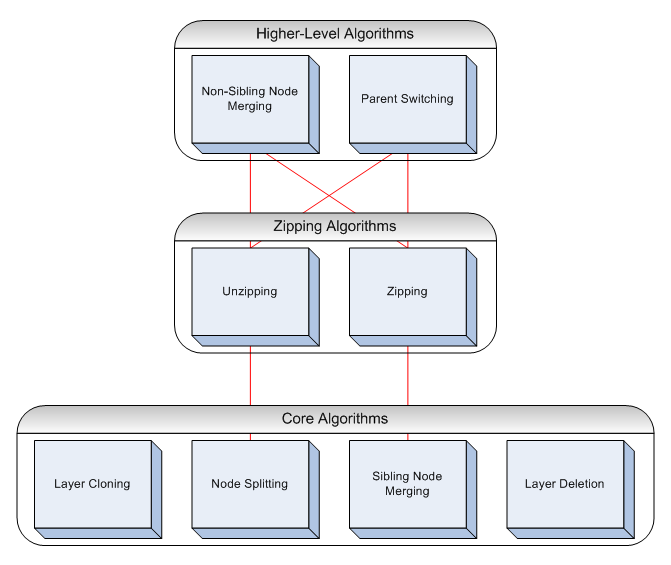 Higher-Level Algorithms
Non-Sibling Node
Merging
Parent Switching
Zipping Algorithms
Unzipping
Zipping
Core Algorithms
Layer Cloning
Node Splitting
Sibling Node
Merging
Layer Deletion